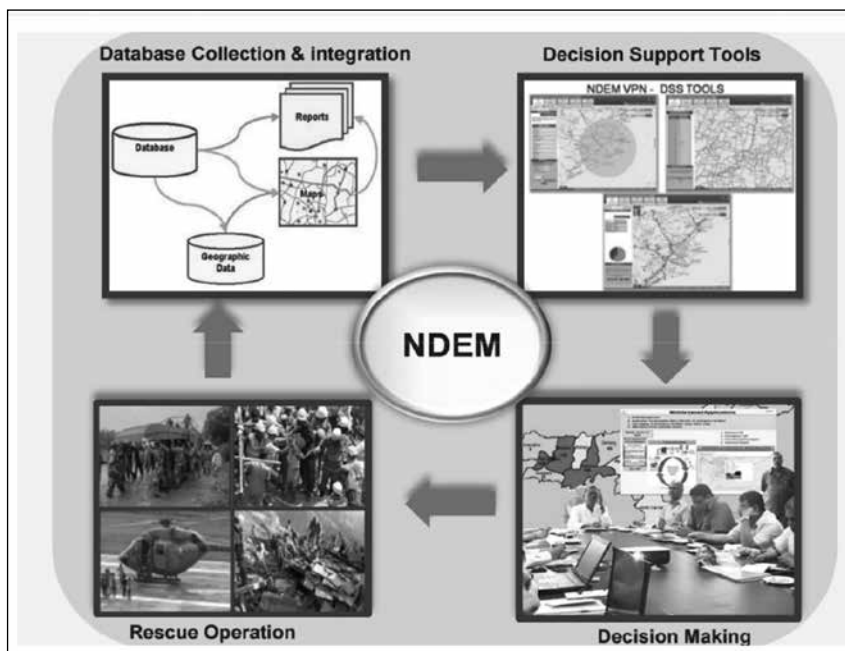 Database Collection & integration
Decision Support Tools
Database
Reports
Maps
Geographic
Data
NDEM VPN - DSS TOOLS
NDEM
Rescue Operation
Decision Making